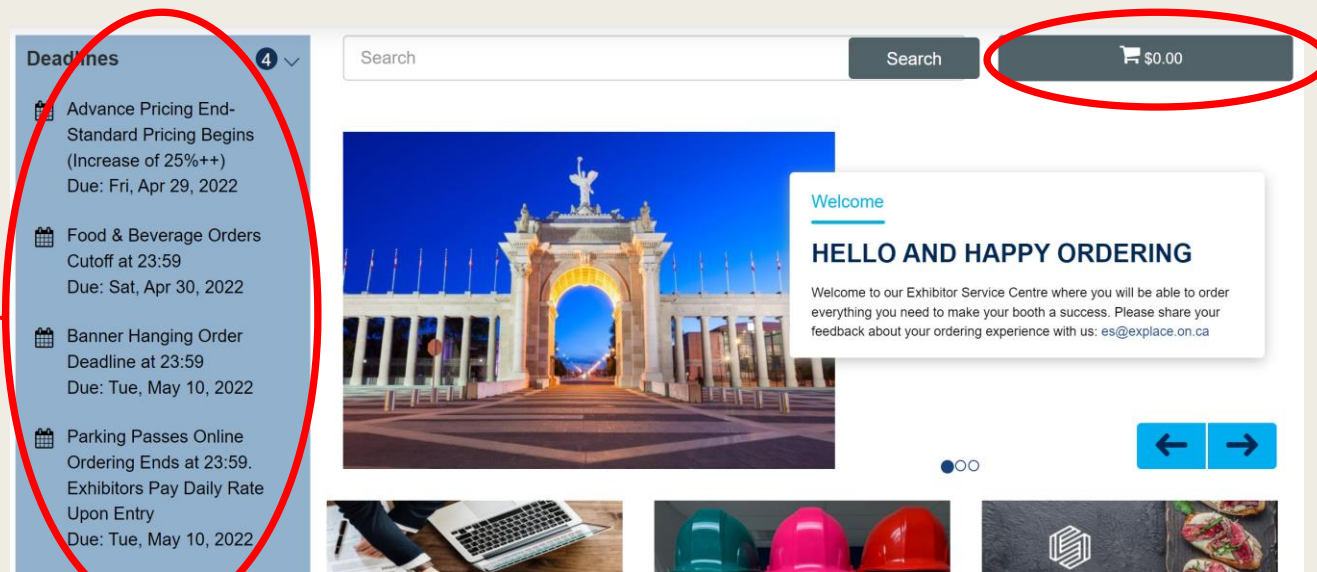 Deadlines 4
Advance Pricing End-
Standard Pricing Begins
(Increase of 25%++)
Due: Fri, Apr 29, 2022
Food & Beverage Orders
Cutoff at 23:59
Due: Sat, Apr 30, 2022
Banner Hanging Order
Deadline at 23:59
Due: Tue, May 10, 2022
Parking Passes Online
Ordering Ends at 23:59.
Exhibitors Pay Daily Rate
Upon Entry
Due: Tue, May 10, 2022
Search
Search
$0.00
Welcome
HELLO AND HAPPY ORDERING
Welcome to our Exhibitor Service Centre where you will be able to order
everything you need to make your booth a success. Please share your
feedback about your ordering experience with us: es@explace.on.ca